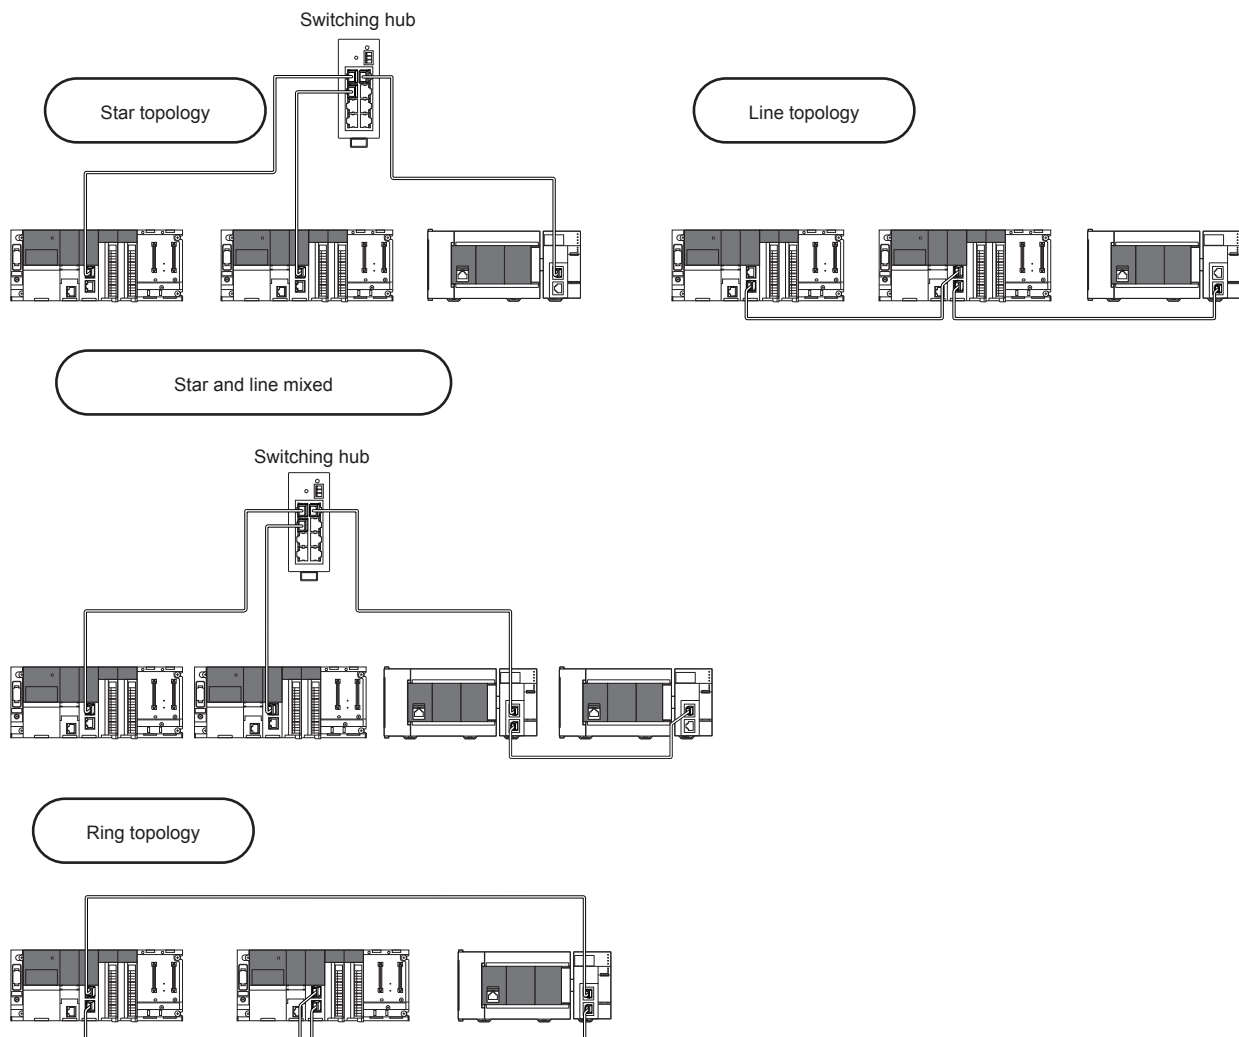 Switching hub
Star topology
Line topology
Star and line mixed
Switching hub
Ring topology